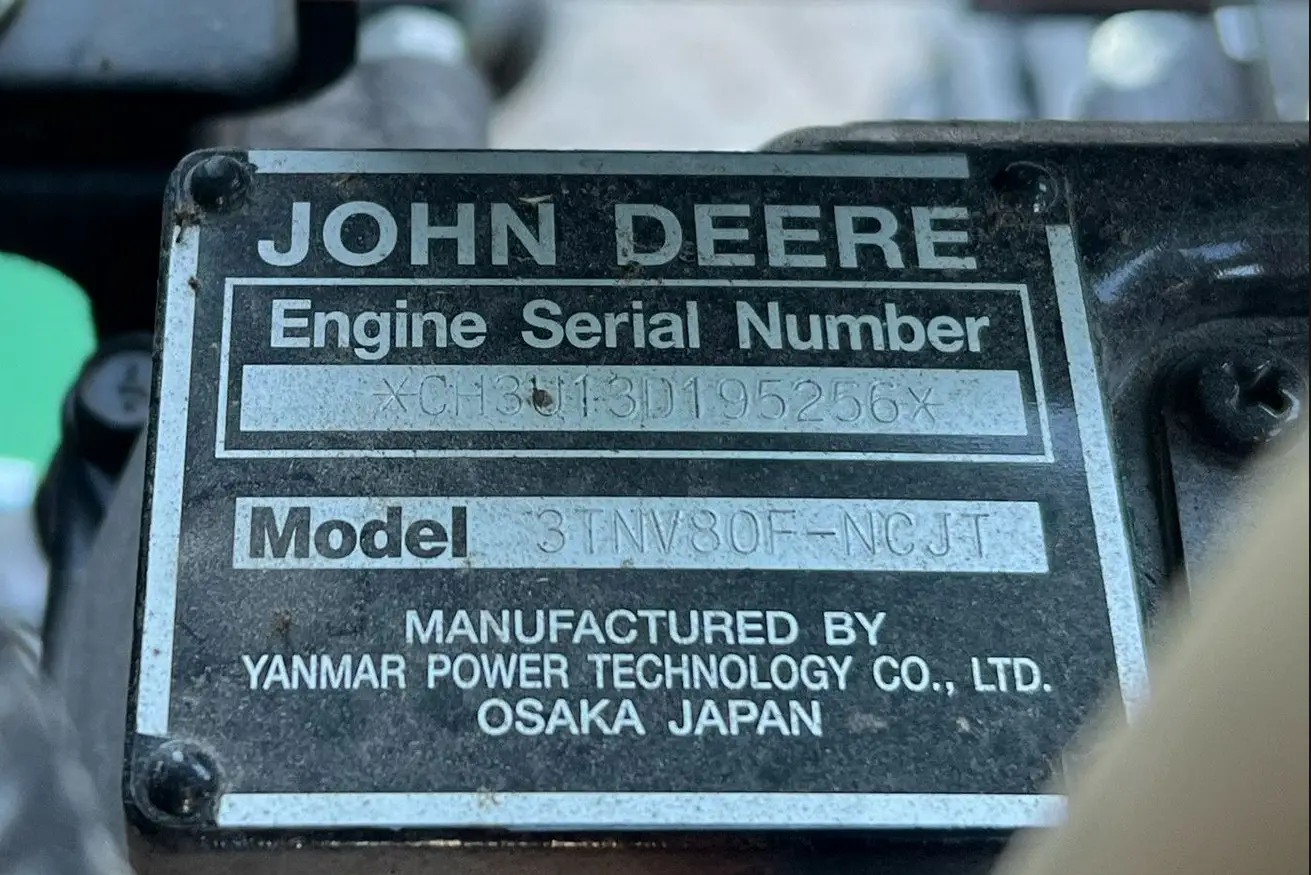 JOHN DEERE
Engine Serial Number
*CH3U13D195256*
Model 3TNV80F-NCJT
MANUFACTURED BY
YANMAR POWER TECHNOLOGY CO., LTD.
OSAKA JAPAN